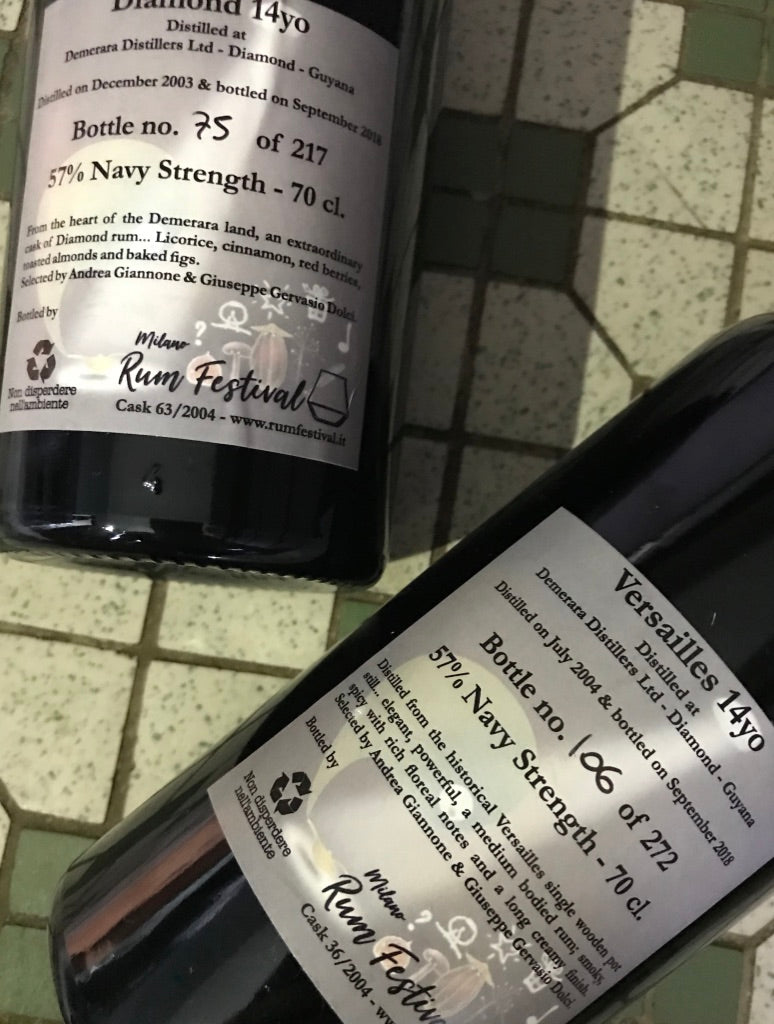 Diamond 14yo
Distilled at
Demerara Distillers Ltd - Diamond - Guyana
Distilled on December 2003 & bottled on September 2018
Bottle no. 75 of 217
57% Navy Strength - 70 cl.
From the heart of the Demerara land, an extraordinary
cask of Diamond rum... Licorice, cinnamon, red berries,
toasted almonds and baked figs.
Selected by Andrea Giannone & Giuseppe Gervasio Dolci.
Bottled by
?
Milano
Rum Festival
Non disperdere
nell'ambiente
Cask 63/2004 - www.rumfestival.it
Versailles 14yo
Distilled at
Demerara Distillers Ltd - Diamond - Guyana
Distilled on July 2004 & bottled on September 2018
Bottle no. 106 of 272
57% Navy Strength - 70 cl.
Distilled from the historical Versailles single wooden pot
still... elegant, powerful, a medium bodied rum; smoky,
spicy with rich floreal notes and a long creamy finish.
Selected by Andrea Giannone & Giuseppe Gervasio Dolci.
Bottled by
?
Milano
Rum Festiva
Non disperdere
nell'ambiente
Cask 36/2004 - ww